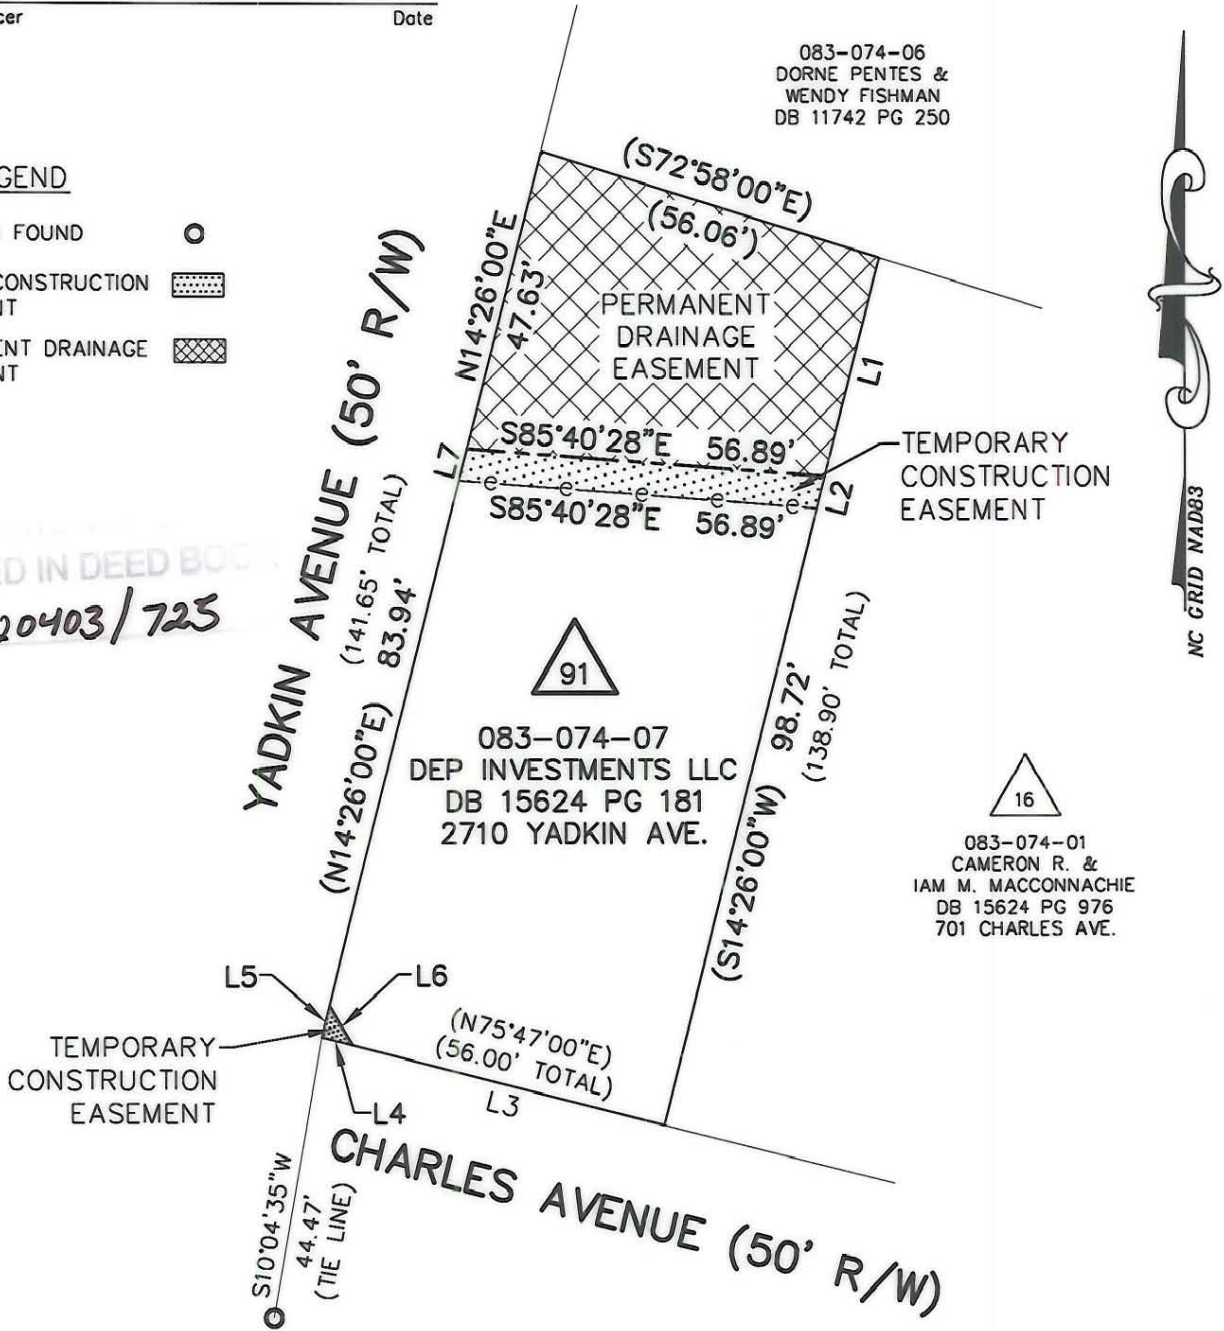 cer
Date
GEND
FOUND
CONSTRUCTION
NT
ENT DRAINAGE
NT
083-074-06
DORNE PENTES &
WENDY FISHMAN
DB 11742 PG 250
(S72°58'00"E)
(56.06')
N14°26'00"E
47.63'
PERMANENT
DRAINAGE
EASEMENT
L1
S85°40'28"E 56.89'
L7
L2
TEMPORARY
CONSTRUCTION
EASEMENT
e e e e e
S85°40'28"E 56.89'
YADKIN AVENUE (50' R/W)
(141.65' TOTAL)
(N14°26'00"E) 83.94'
ED IN DEED BOOK
20403/725
91
083-074-07
DEP INVESTMENTS LLC
DB 15624 PG 181
2710 YADKIN AVE.
(S14°26'00"W) 98.72'
(138.90' TOTAL)
16
083-074-01
CAMERON R. &
IAM M. MACCONNACHIE
DB 15624 PG 976
701 CHARLES AVE.
NC GRID NAD83
L5
L6
TEMPORARY
CONSTRUCTION
EASEMENT
L4
(N75°47'00"E)
(56.00' TOTAL)
L3
CHARLES AVENUE (50' R/W)
S10°04'35"W
44.47'
(TIE LINE)